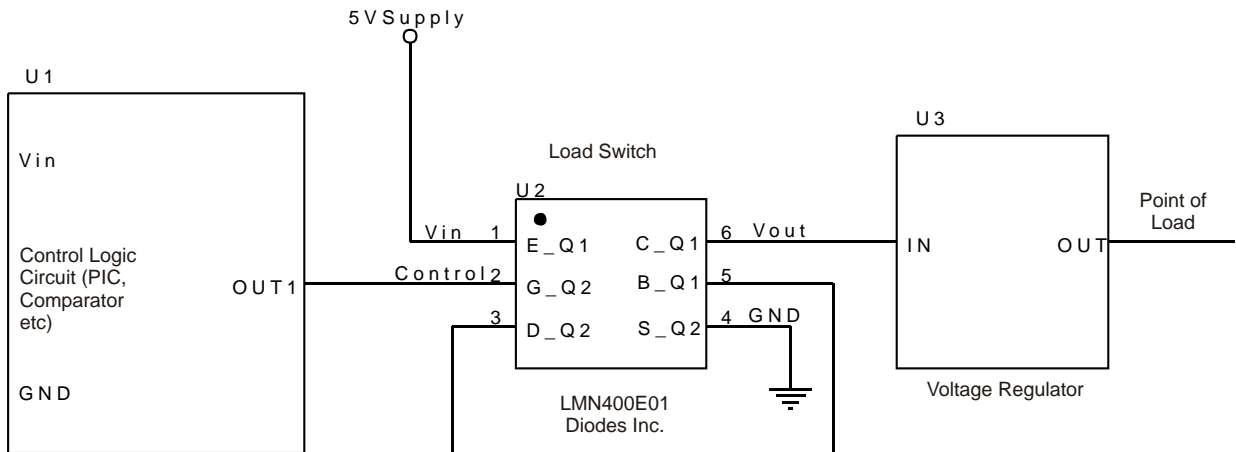 5V Supply
U1
U3
Load Switch
U2
Point of
Load
Vin
Vin
1
E_Q1
C_Q1
6
Vout
IN
OUT
Control Logic
Circuit (PIC,
Comparator
etc)
OUT1
Control
2
G_Q2
B_Q1
5
3
D_Q2
S_Q2
4
GND
GND
LMN400E01
Diodes Inc.
Voltage Regulator